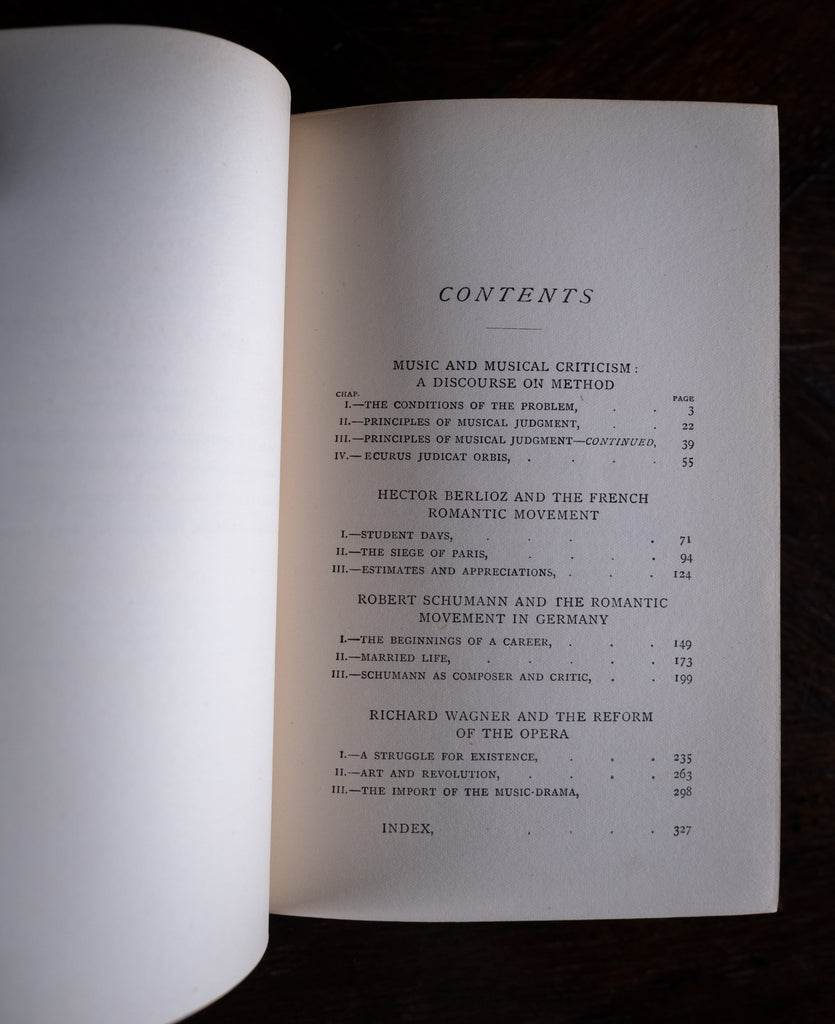 CONTENTS
MUSIC AND MUSICAL CRITICISM:
A DISCOURSE ON METHOD
CHAP. PAGE
I.—THE CONDITIONS OF THE PROBLEM, . . 3
II.—PRINCIPLES OF MUSICAL JUDGMENT, . . 22
III.—PRINCIPLES OF MUSICAL JUDGMENT—CONTINUED, 39
IV.— ECURUS JUDICAT ORBIS, . . . . 55
HECTOR BERLIOZ AND THE FRENCH
ROMANTIC MOVEMENT
I.—STUDENT DAYS, . . . . 71
II.—THE SIEGE OF PARIS, . . . . 94
III.—ESTIMATES AND APPRECIATIONS, . . . 124
ROBERT SCHUMANN AND THE ROMANTIC
MOVEMENT IN GERMANY
I.—THE BEGINNINGS OF A CAREER, . . . 149
II.—MARRIED LIFE, . . . . . 173
III.—SCHUMANN AS COMPOSER AND CRITIC, . . 199
RICHARD WAGNER AND THE REFORM
OF THE OPERA
I.—A STRUGGLE FOR EXISTENCE, . . . 235
II.—ART AND REVOLUTION, . . . . 263
III.—THE IMPORT OF THE MUSIC-DRAMA, 298
INDEX, . . . . 327